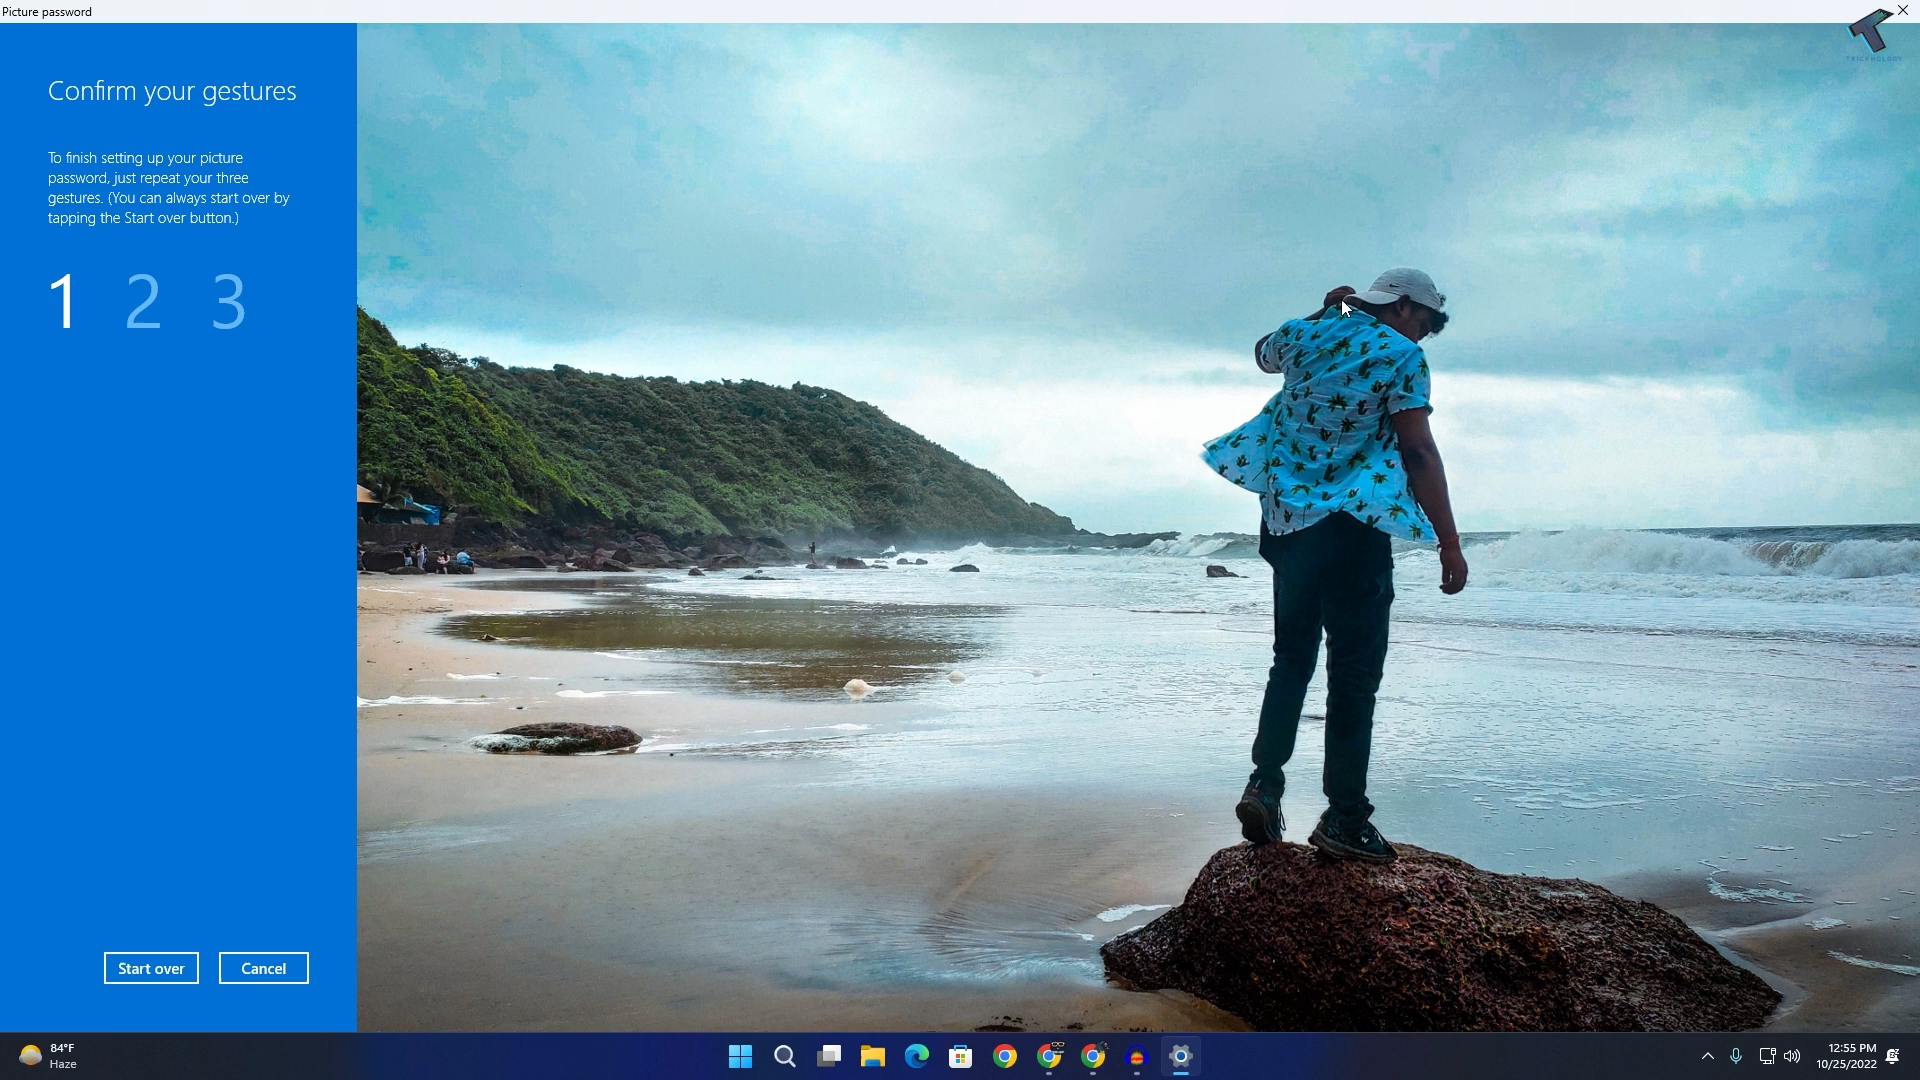 Picture password
TRICKNOLOGY
Confirm your gestures
To finish setting up your picture
password, just repeat your three
gestures. (You can always start over by
tapping the Start over button.)
1 2 3
Start over Cancel
84°F
Haze
12:55 PM
10/25/2022